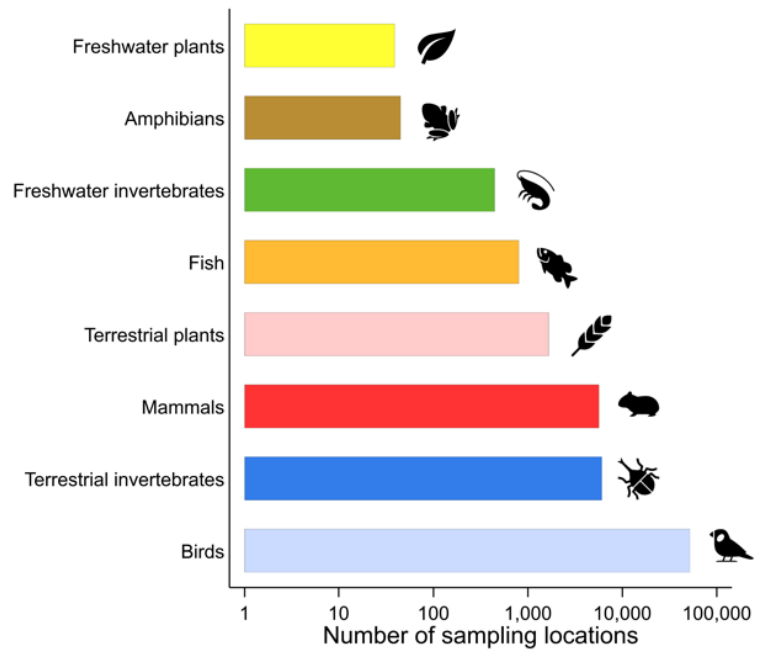 Freshwater plants
Amphibians
Freshwater invertebrates
Fish
Terrestrial plants
Mammals
Terrestrial invertebrates
Birds
1 10 100 1,000 10,000 100,000
Number of sampling locations